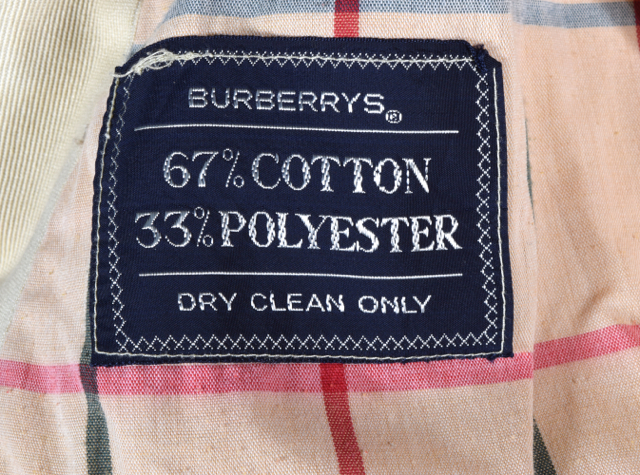 BURBERRYS®
67% COTTON
33% POLYESTER
DRY CLEAN ONLY